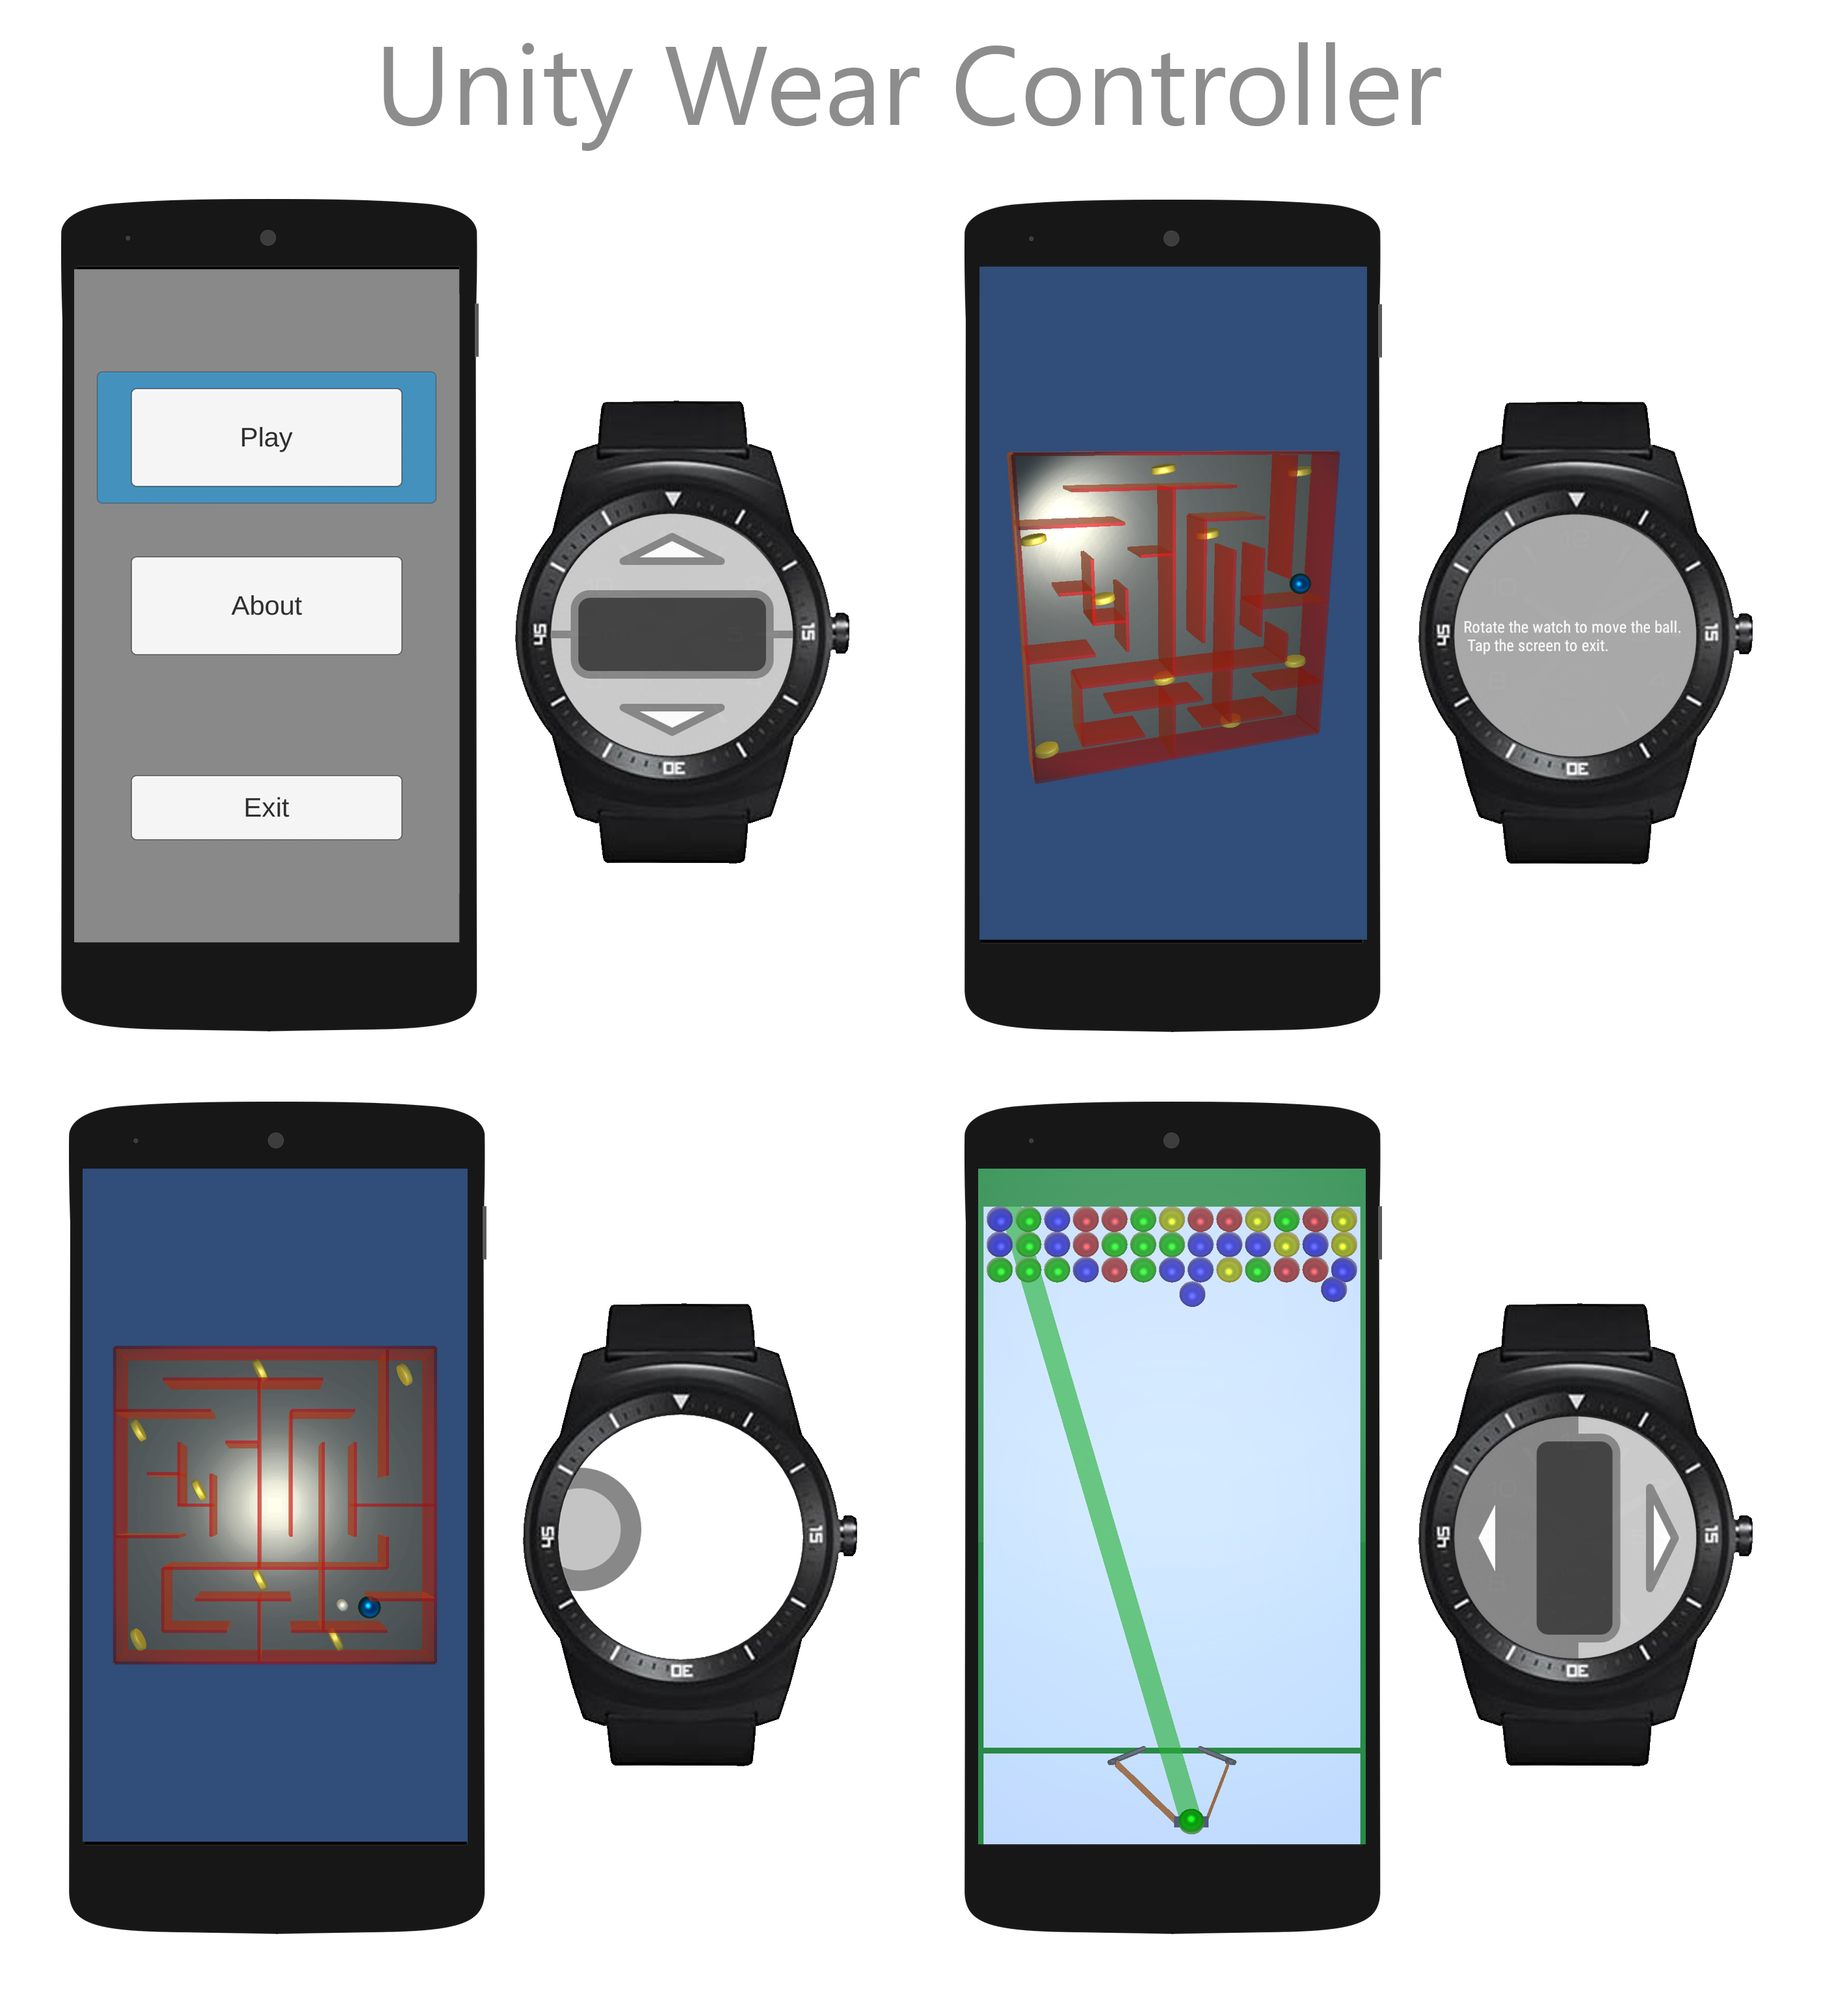 Unity Wear Controller
Play
About
Exit
45
15
30
45
15
30
Rotate the watch to move the ball.
Tap the screen to exit.
45
15
30
45
15
30